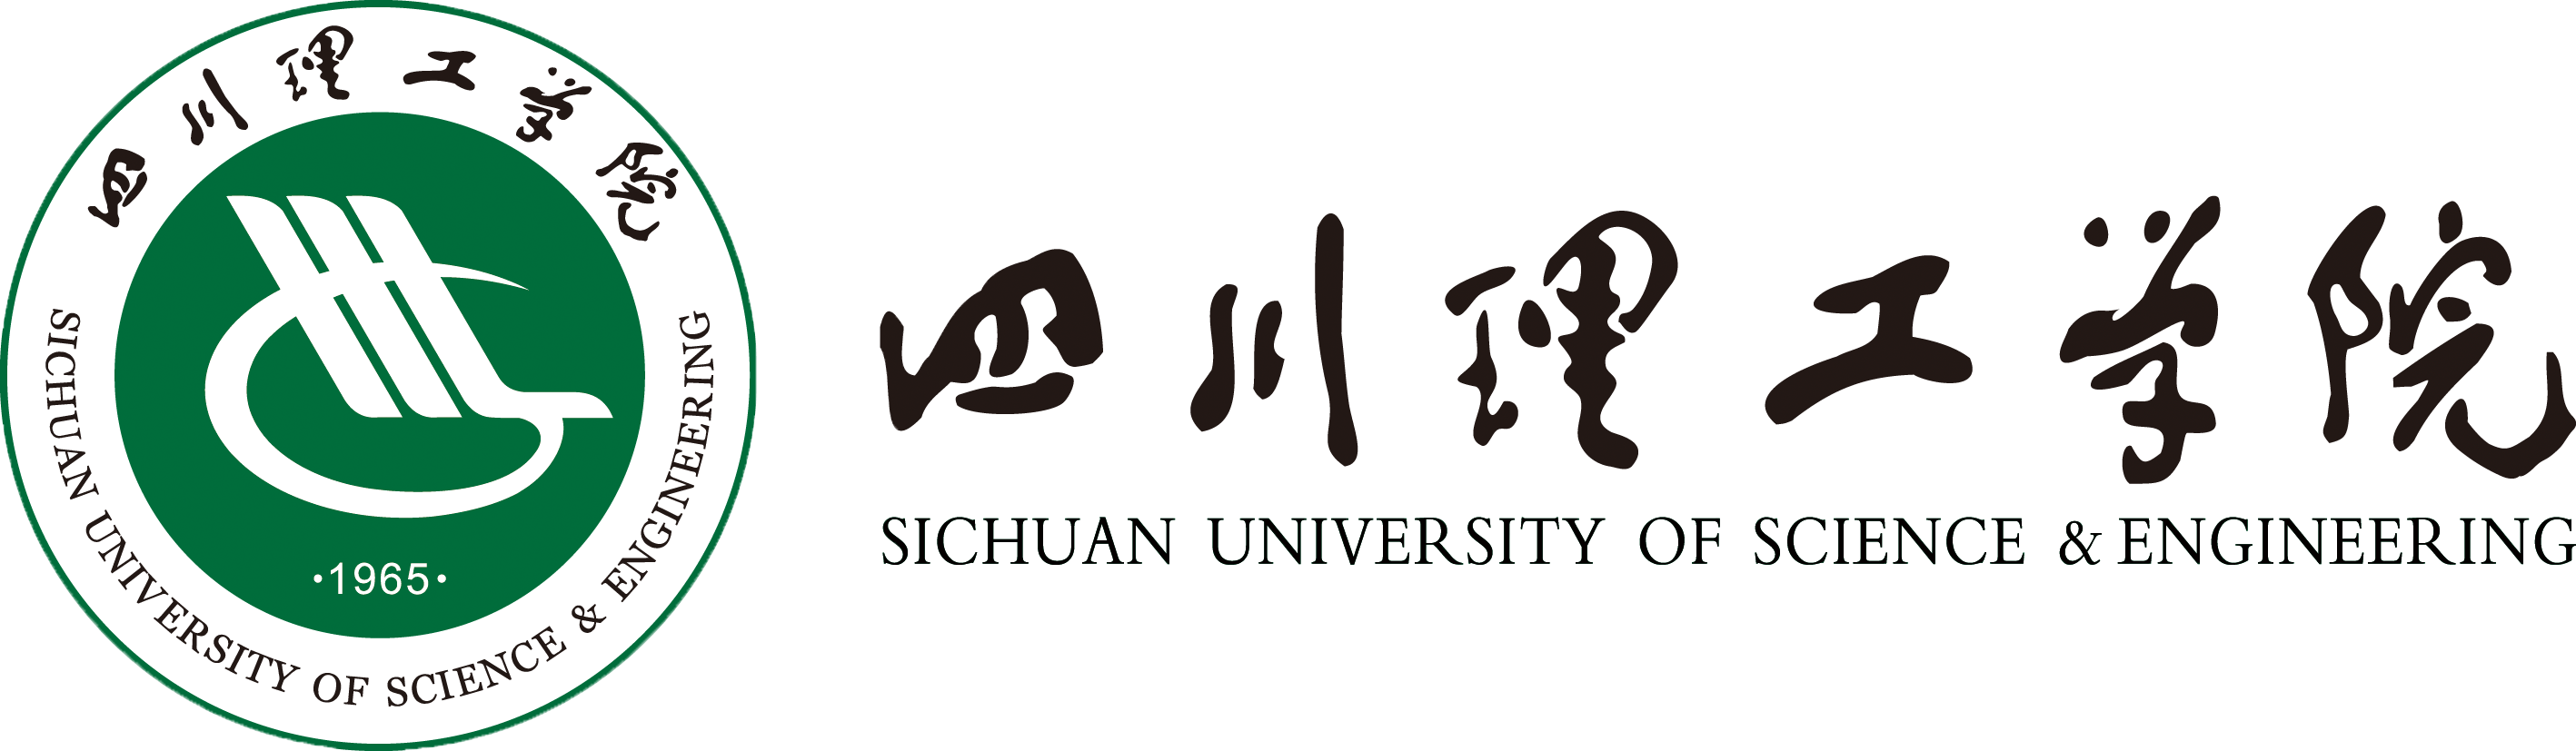 四川理工学院
SICHUAN UNIVERSITY OF SCIENCE & ENGINEERING
·1965·
四川理工学院
SICHUAN UNIVERSITY OF SCIENCE & ENGINEERING